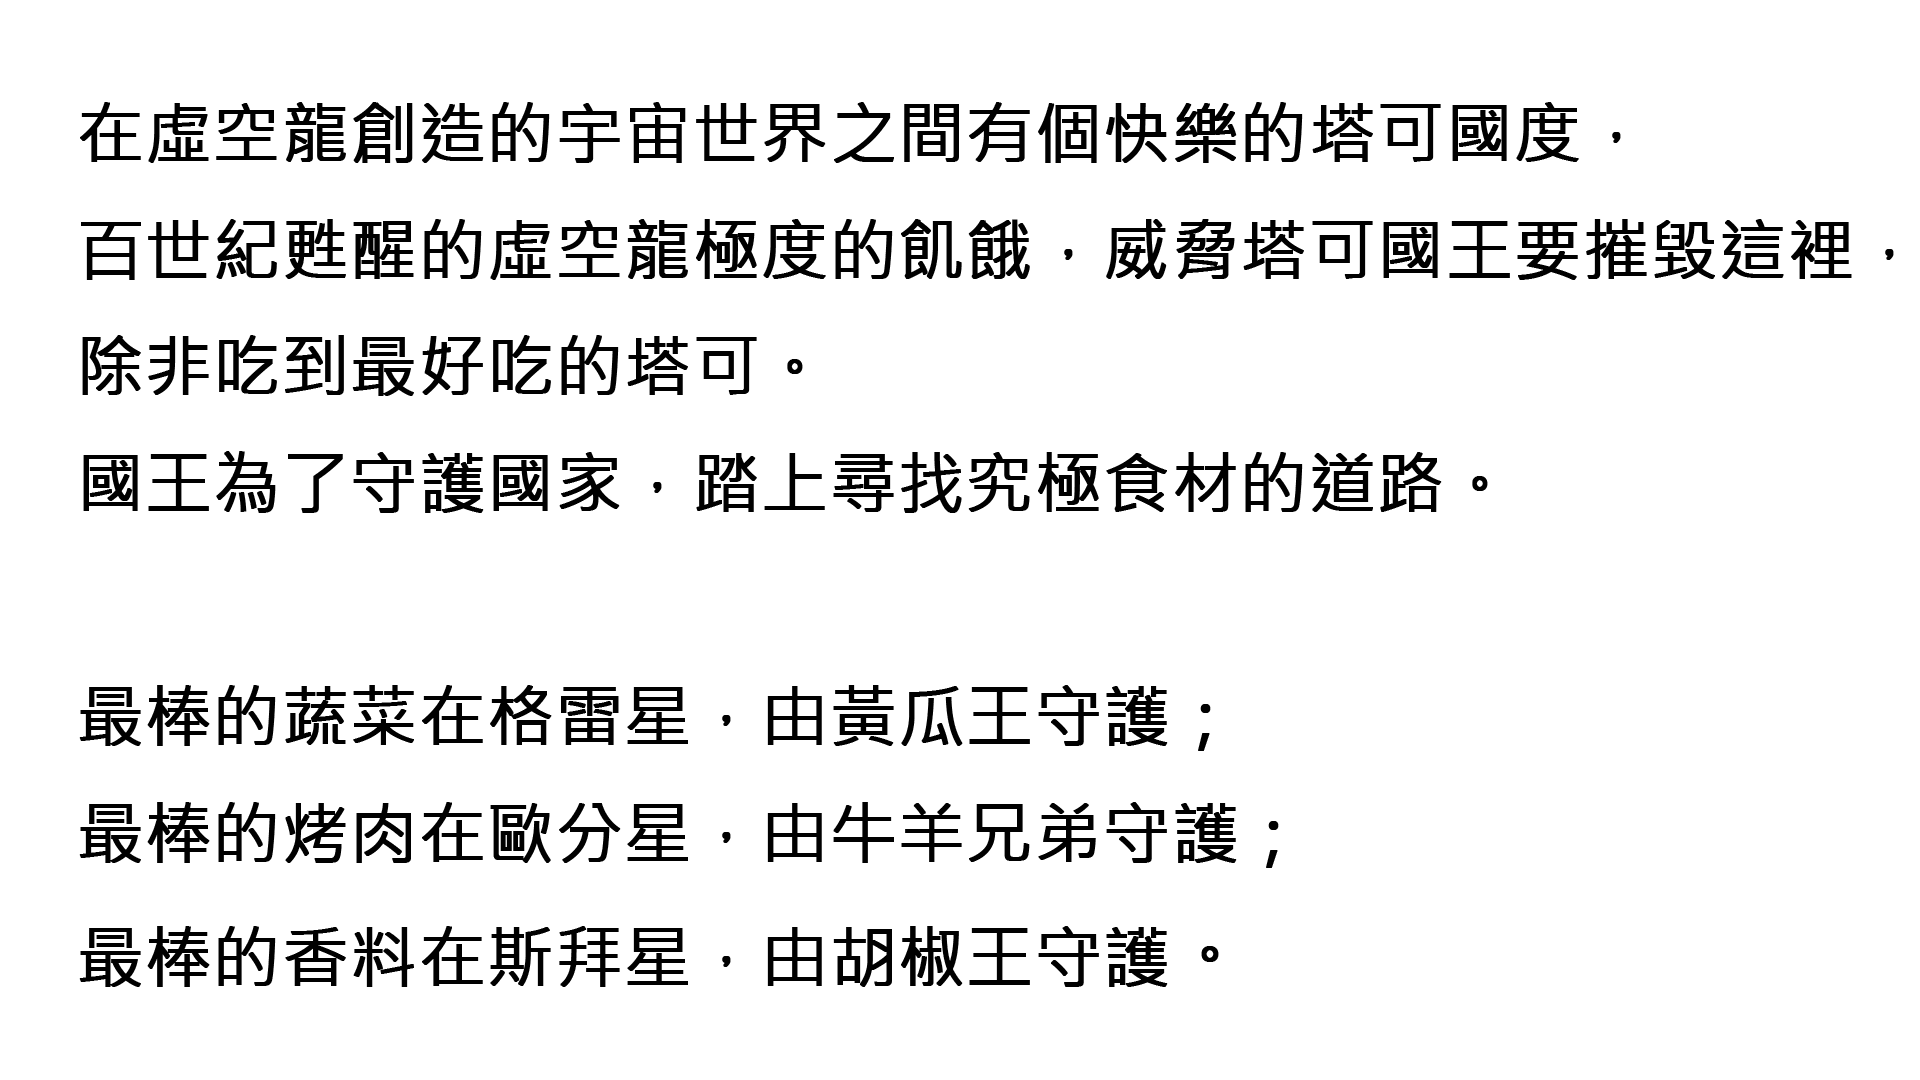 在虛空龍創造的宇宙世界之間有個快樂的塔可國度，
百世紀甦醒的虛空龍極度的飢餓，威脅塔可國王要摧毀這裡，
除非吃到最好吃的塔可。
國王為了守護國家，踏上尋找究極食材的道路。
最棒的蔬菜在格雷星，由黃瓜王守護；
最棒的烤肉在歐分星，由牛羊兄弟守護；
最棒的香料在斯拜星，由胡椒王守護。